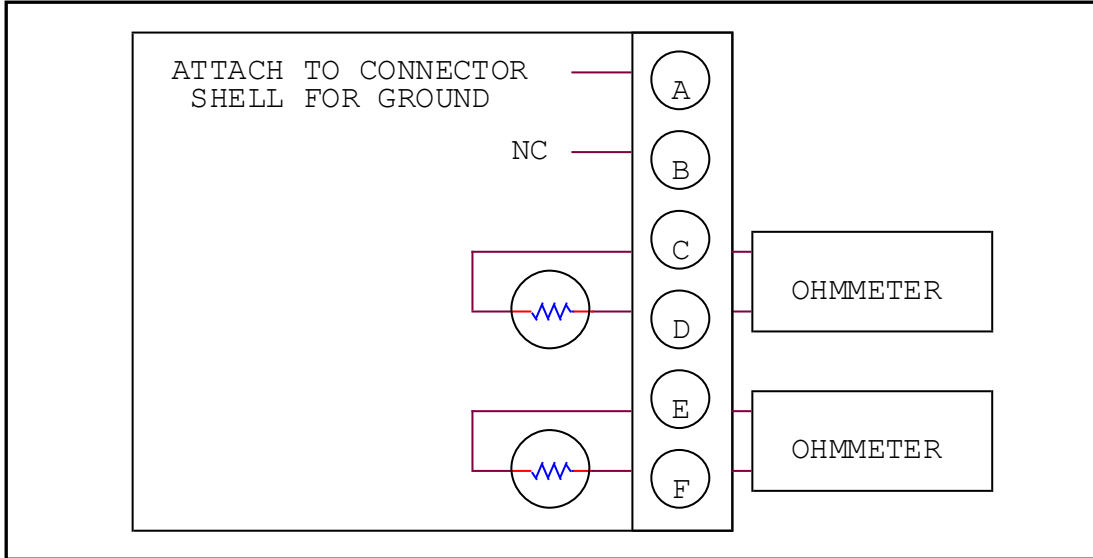 ATTACH TO CONNECTOR
SHELL FOR GROUND
A
NC
B
C
OHMMETER
D
E
OHMMETER
F